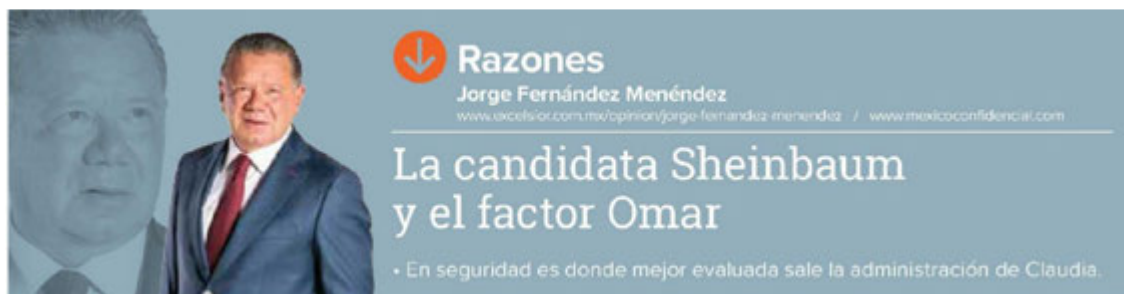 Razones
Jorge Fernández Menéndez
www.excelsior.com.mx/opinion/jorge-fernandez-menendez / www.mexicoconfidencial.com
La candidata Sheinbaum
y el factor Omar
• En seguridad es donde mejor evaluada sale la administración de Claudia.